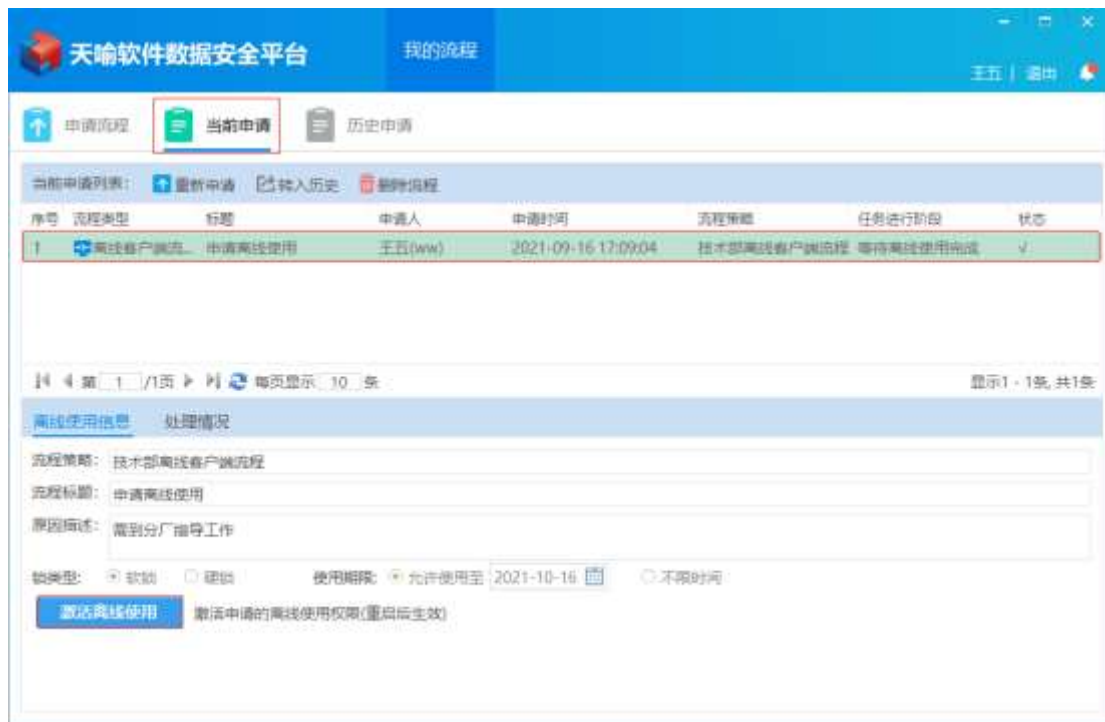 天喻软件数据安全平台 我的流程
王五 | 退出
申请流程 当前申请 历史申请
当前申请列表: 重新申请 转入历史 删除流程
序号 流程类型 标题 申请人 申请时间 流程策略 任务进行阶段 状态
1 离线客户端流... 申请离线使用 王五(ww) 2021-09-16 17:09:04 技术部离线客户端流程 等待离线使用完成 √
第 1 /1页 每页显示 10 条 显示1 - 1条, 共1条
离线使用信息 处理情况
流程策略: 技术部离线客户端流程
流程标题: 申请离线使用
原因描述: 需到分厂指导工作
锁类型: 软锁 硬锁 使用期限: 允许使用至 2021-10-16 不限时间
激活离线使用 激活申请的离线使用权限(重启后生效)